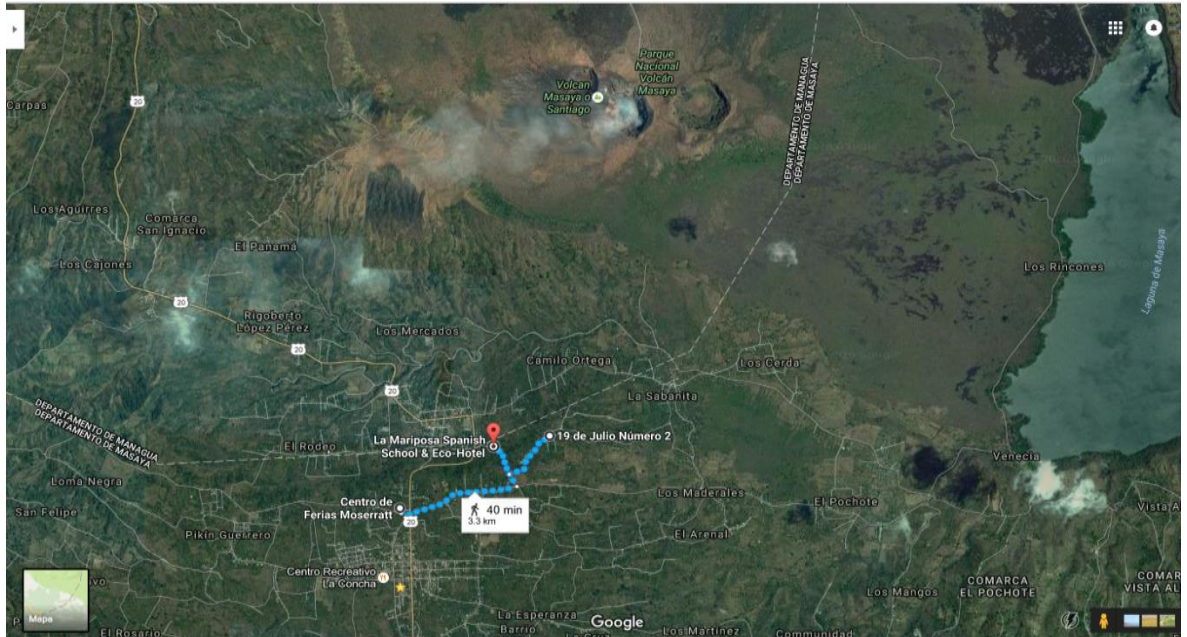 Parque
Nacional
Volcán
Masaya
Volcan
Masaya o
Santiago
DEPARTAMENTO DE MANAGUA
DEPARTAMENTO DE MASAYA
Carpas
20
Los Aguirres
Comarca
San Ignacio
El Panamá
Los Cajones
Los Rincones
Laguna de Masaya
20
Rigoberto
López Pérez
Los Mercados
20
Camilo Ortega
Los Cerda
20
La Sabanita
DEPARTAMENTO DE MANAGUA
DEPARTAMENTO DE MASAYA
El Rodeo
La Mariposa Spanish
School & Eco-Hotel
19 de Julio Número 2
Venecia
Loma Negra
San Felipe
Centro de
Ferias Moserratt
20
40 min
3.3 km
Los Maderales
El Pochote
Vista A
Pikín Guerrero
El Arenal
Centro Recreativo
La Concha
Mapa
Los Mangos
COMARCA
EL POCHOTE
COMAR
VISTA AL
La Esperanza
Barrio
Google
El Rosario
Los Martínez
Communidad